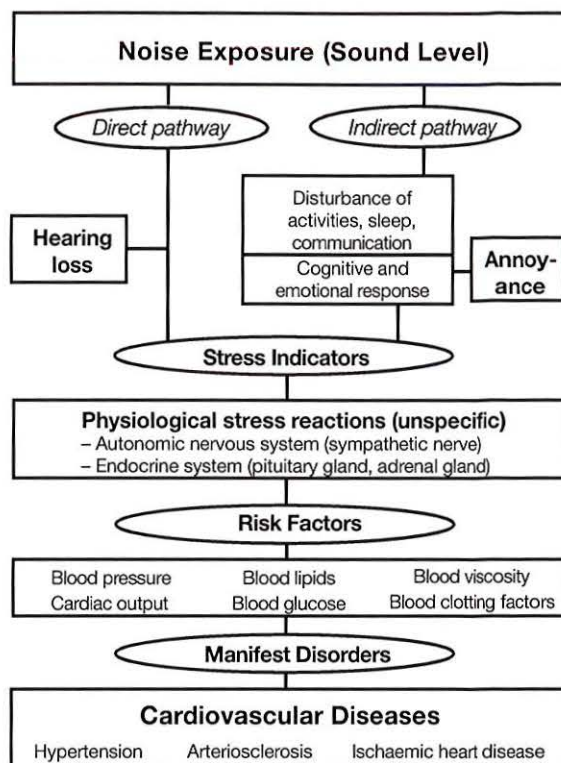 Noise Exposure (Sound Level)
Direct pathway
Indirect pathway
Disturbance of
activities, sleep,
communication
Hearing
loss
Cognitive and
emotional response
Annoy-
ance
Stress Indicators
Physiological stress reactions (unspecific)
– Autonomic nervous system (sympathetic nerve)
– Endocrine system (pituitary gland, adrenal gland)
Risk Factors
Blood pressure Blood lipids Blood viscosity
Cardiac output Blood glucose Blood clotting factors
Manifest Disorders
Cardiovascular Diseases
Hypertension Arteriosclerosis Ischaemic heart disease